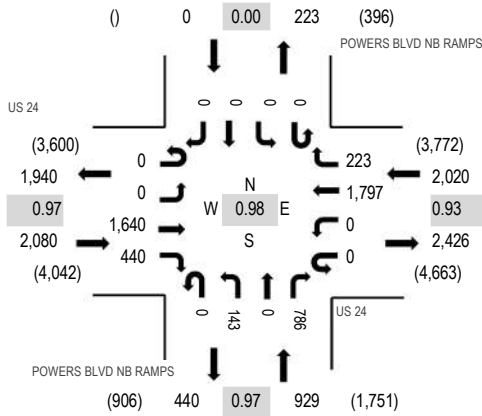 () 0 0.00 223 (396)
POWERS BLVD NB RAMPS
US 24
0 0 0 0
(3,600) (3,772)
0 223
1,940 2,020
N
0 1,797
0.97 W 0.98 E 0.93
1,640 0
S
2,080 2,426
440 0
(4,042) (4,663)
0 143 0 786
US 24
POWERS BLVD NB RAMPS
(906) 440 0.97 929 (1,751)